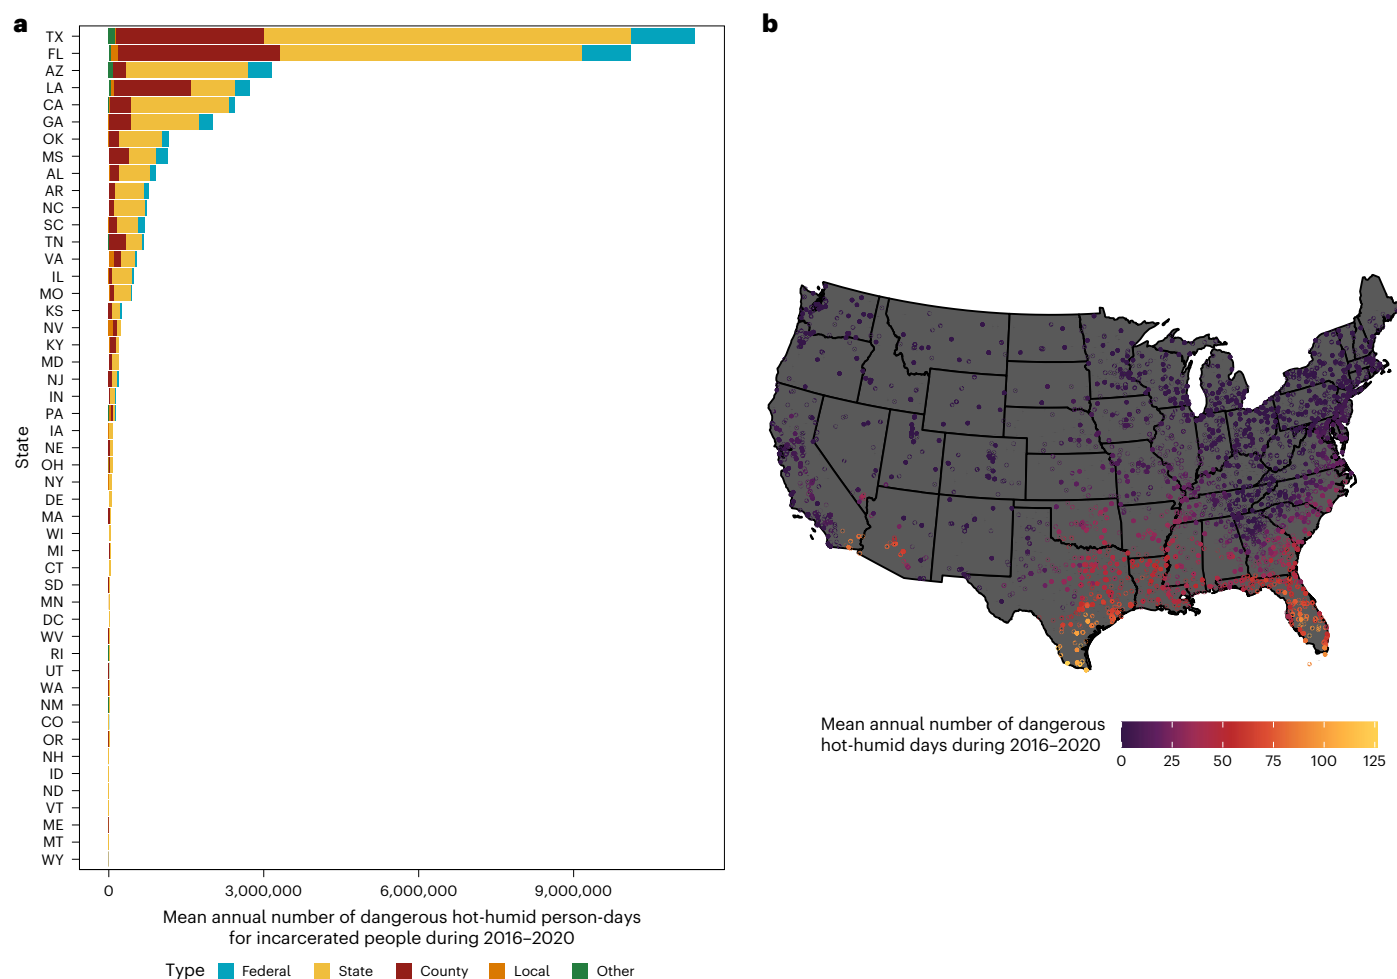 a
State
TX
FL
AZ
LA
CA
GA
OK
MS
AL
AR
NC
SC
TN
VA
IL
MO
KS
NV
KY
MD
NJ
IN
PA
IA
NE
OH
NY
DE
MA
WI
MI
CT
SD
MN
DC
WV
RI
UT
WA
NM
CO
OR
NH
ID
ND
VT
ME
MT
WY
0 3,000,000 6,000,000 9,000,000
Mean annual number of dangerous hot-humid person-days
for incarcerated people during 2016–2020
Type Federal State County Local Other
b
Mean annual number of dangerous
hot-humid days during 2016–2020
0 25 50 75 100 125